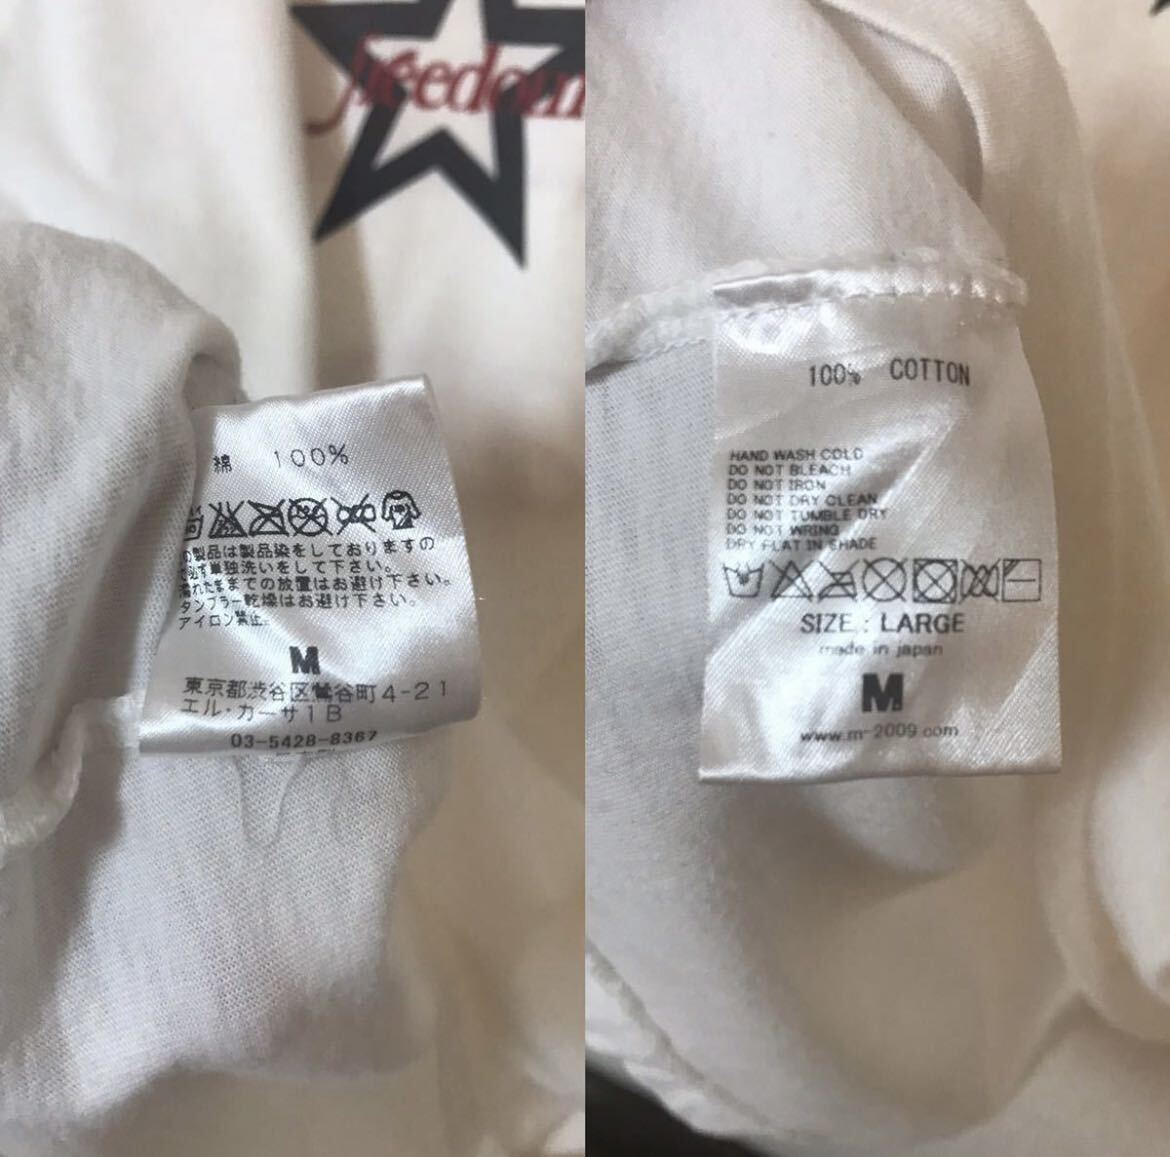 freedom
綿 100%
の製品は製品染をしておりますの
で必ず単独洗いをして下さい。
濡れたままでの放置はお避け下さい。
タンブラー乾燥はお避け下さい。
アイロン禁止。
M
東京都渋谷区鶯谷町4-21
エル・カーサ1B
03-5428-8367
100% COTTON
HAND WASH COLD
DO NOT BLEACH
DO NOT IRON
DO NOT DRY CLEAN
DO NOT TUMBLE DRY
DO NOT WRING
DRY FLAT IN SHADE
SIZE : LARGE
made in japan
M
www.m-2009.com